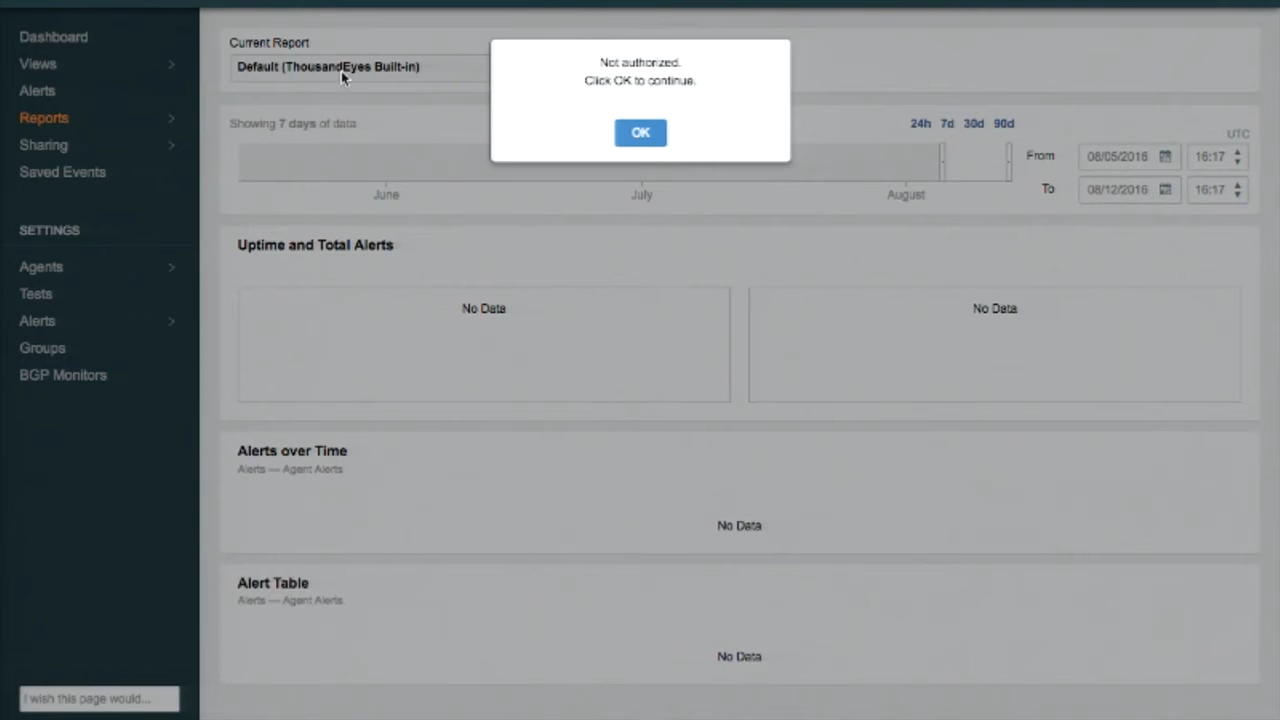 Dashboard
Views
Alerts
Reports
Sharing
Saved Events
SETTINGS
Agents
Tests
Alerts
Groups
BGP Monitors
I wish this page would...
Current Report
Default (ThousandEyes Built-in)
Not authorized.
Click OK to continue.
OK
Showing 7 days of data
24h 7d 30d 90d
UTC
From 08/05/2016 16:17
To 08/12/2016 16:17
June July August
Uptime and Total Alerts
No Data No Data
Alerts over Time
Alerts — Agent Alerts
No Data
Alert Table
Alerts — Agent Alerts
No Data